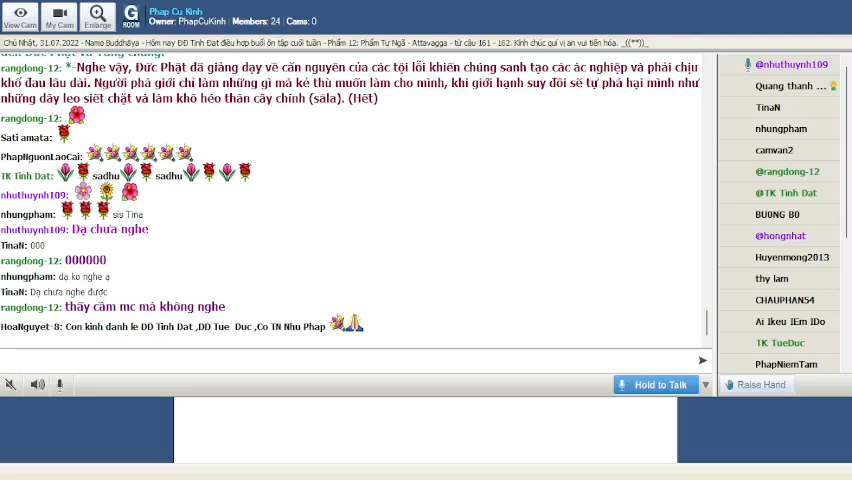 View Cam
My Cam
Enlarge
G
ROOM
Phap Cu Kinh
Owner: PhapCuKinh | Members: 24 | Cams: 0
Chú Nhật, 31.07.2022 - Namo Buddhāya - Hôm nay ĐĐ Tịnh Đạt điều hợp buổi ôn tập cuối tuần - Phẩm 12: Phẩm Tự Ngã - Attavagga - từ câu 161 - 162. Kính chúc quí vị an vui tiến hóa. _((**))_
rangdong-12: *-Nghe vậy, Đức Phật đã giảng dạy về căn nguyên của các tội lỗi khiến chúng sanh tạo các ác nghiệp và phải chịu
khổ đau lâu dài. Người phá giới chỉ làm những gì mà kẻ thù muốn làm cho mình, khi giới hạnh suy đồi sẽ tự phá hại mình như
những dây leo siết chặt và làm khô héo thân cây chính (sāla). (Hết)
rangdong-12:
Sati amata:
PhapNguonLaoCai:
TK Tinh Dat: sadhu sadhu
nhuthuynh109:
nhungpham: sis Tina
nhuthuynh109: Dạ chưa nghe
TinaN: 000
rangdong-12: 000000
nhungpham: dạ ko nghe ạ
TinaN: Dạ chưa nghe được
rangdong-12: thấy cầm mc mà không nghe
HoaNguyet-8: Con kinh danh le DD Tinh Dat ,DD Tue Duc ,Co TN Nhu Phap
Hold to Talk
@nhuthuynh109
Quang thanh ...
TinaN
nhungpham
camvan2
@rangdong-12
@TK Tinh Dat
BU0NG B0
@hongnhat
Huyenmong2013
thy lam
CHAUPHAN54
Ai Ikeu IEm IDo
TK TueDuc
PhapNiemTam
Raise Hand